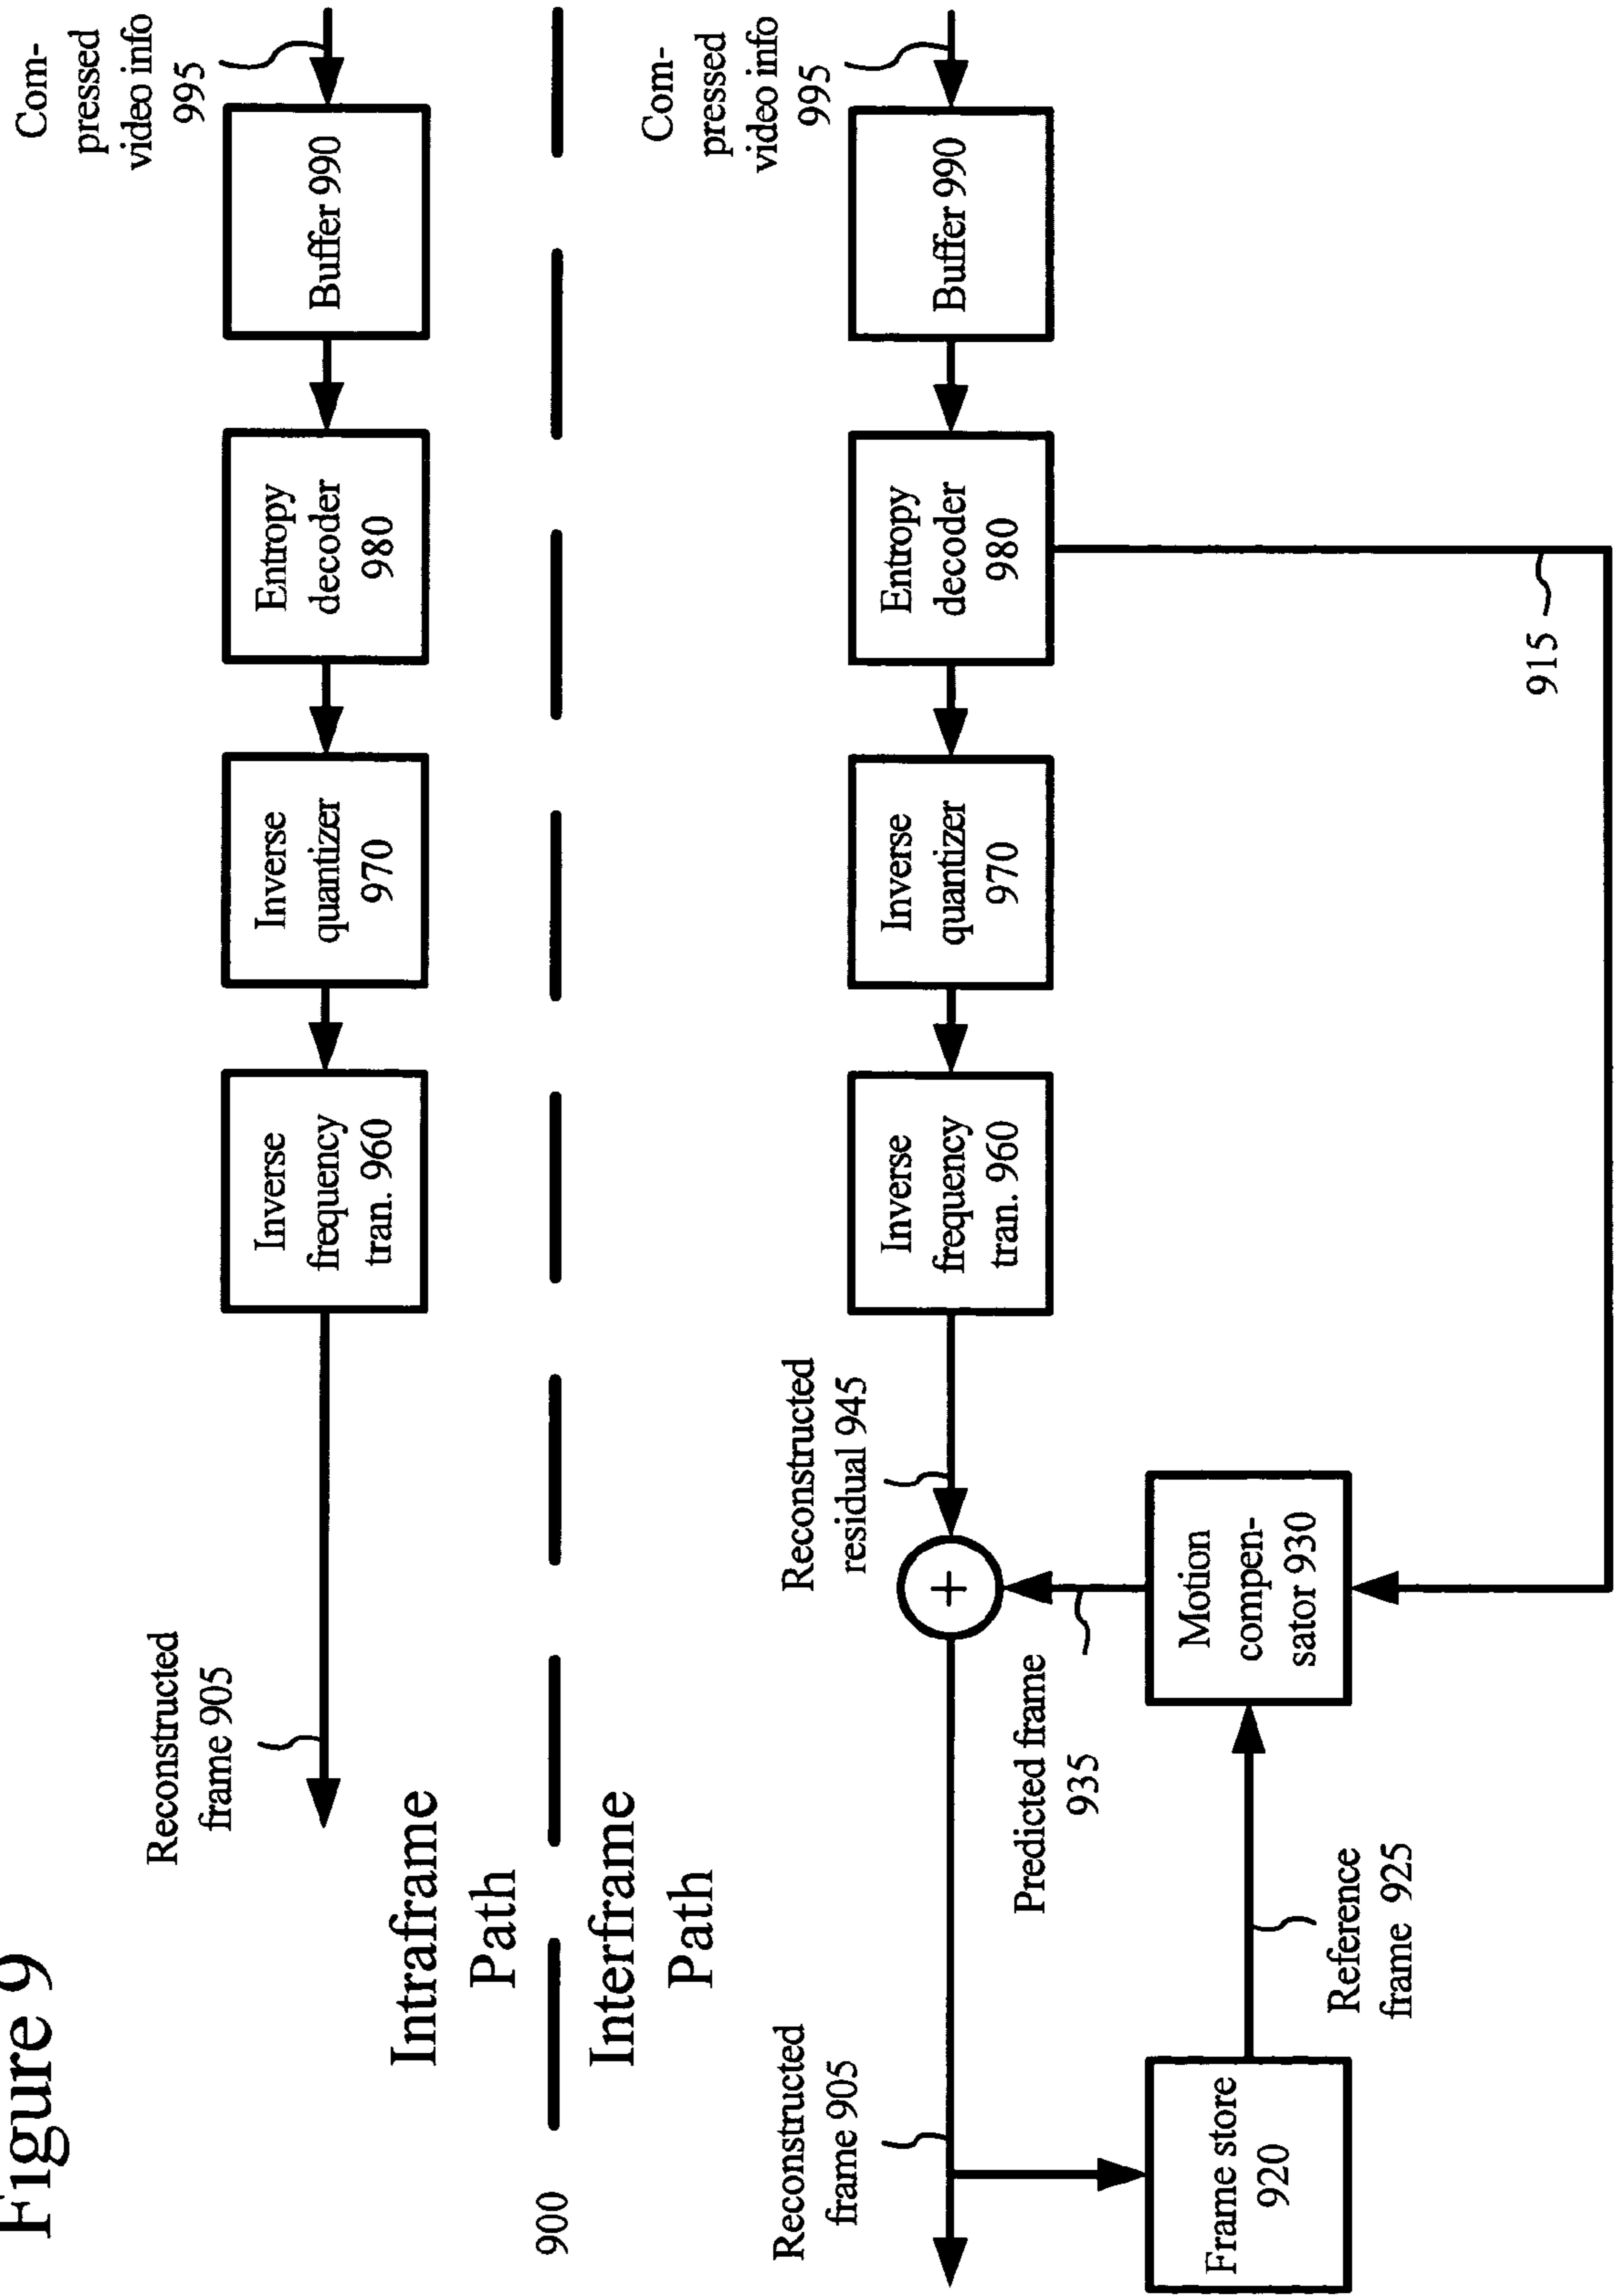 Figure 9
Reconstructed
frame 905
Inverse
frequency
tran. 960
Inverse
quantizer
970
Entropy
decoder
980
Buffer 990
Com-
pressed
video info
995
Intraframe
Path
900
Interframe
Path
Reconstructed
frame 905
Reconstructed
residual 945
Inverse
frequency
tran. 960
Inverse
quantizer
970
Entropy
decoder
980
Buffer 990
Com-
pressed
video info
995
+
Predicted frame
935
Frame store
920
Reference
frame 925
Motion
compen-
sator 930
915